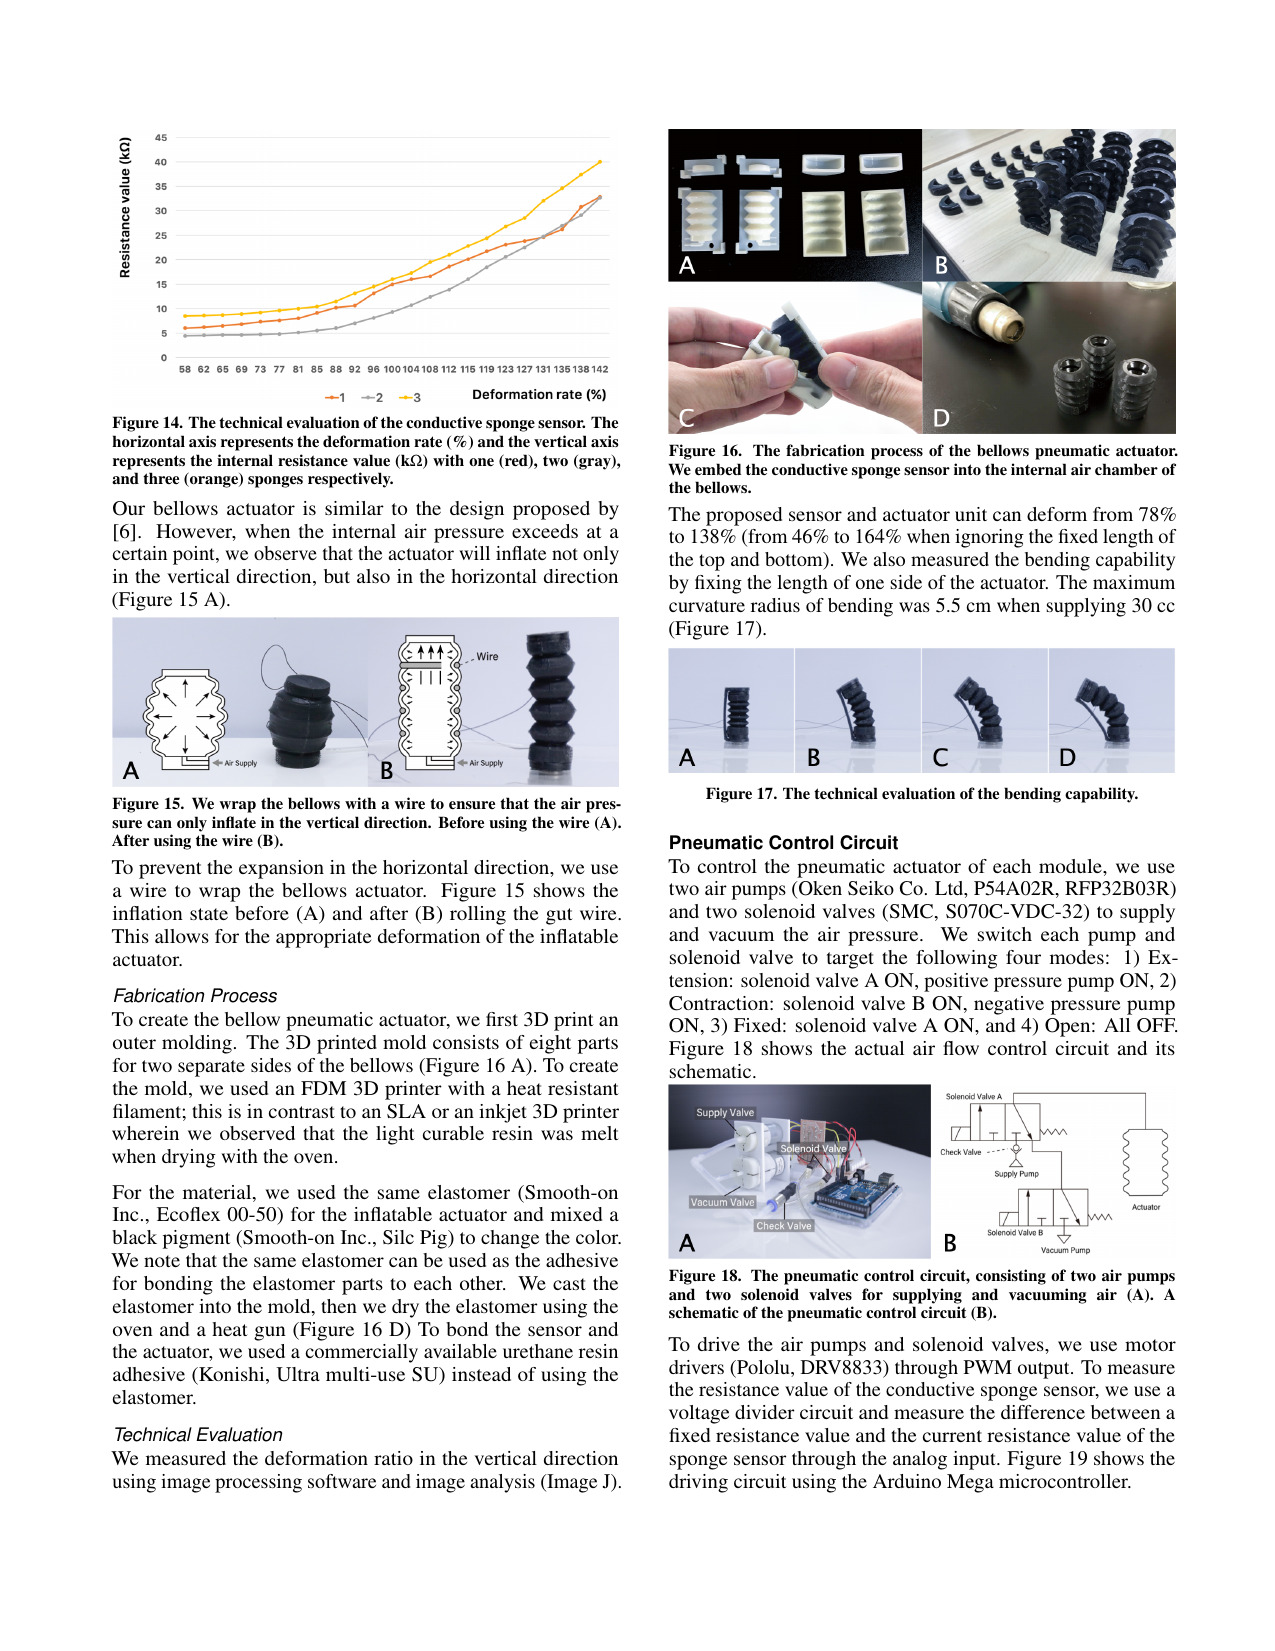 Resistance value (kΩ)
45
40
35
30
25
20
15
10
5
0
58 62 65 69 73 77 81 85 88 92 96 100 104 108 112 115 119 123 127 131 135 138 142
1 2 3
Deformation rate (%)
Figure 14. The technical evaluation of the conductive sponge sensor. The
horizontal axis represents the deformation rate (%) and the vertical axis
represents the internal resistance value (kΩ) with one (red), two (gray),
and three (orange) sponges respectively.
Our bellows actuator is similar to the design proposed by
[6]. However, when the internal air pressure exceeds at a
certain point, we observe that the actuator will inflate not only
in the vertical direction, but also in the horizontal direction
(Figure 15 A).
Wire
A
Air Supply
B
Air Supply
Figure 15. We wrap the bellows with a wire to ensure that the air pres-
sure can only inflate in the vertical direction. Before using the wire (A).
After using the wire (B).
To prevent the expansion in the horizontal direction, we use
a wire to wrap the bellows actuator. Figure 15 shows the
inflation state before (A) and after (B) rolling the gut wire.
This allows for the appropriate deformation of the inflatable
actuator.
Fabrication Process
To create the bellow pneumatic actuator, we first 3D print an
outer molding. The 3D printed mold consists of eight parts
for two separate sides of the bellows (Figure 16 A). To create
the mold, we used an FDM 3D printer with a heat resistant
filament; this is in contrast to an SLA or an inkjet 3D printer
wherein we observed that the light curable resin was melt
when drying with the oven.
For the material, we used the same elastomer (Smooth-on
Inc., Ecoflex 00-50) for the inflatable actuator and mixed a
black pigment (Smooth-on Inc., Silc Pig) to change the color.
We note that the same elastomer can be used as the adhesive
for bonding the elastomer parts to each other. We cast the
elastomer into the mold, then we dry the elastomer using the
oven and a heat gun (Figure 16 D) To bond the sensor and
the actuator, we used a commercially available urethane resin
adhesive (Konishi, Ultra multi-use SU) instead of using the
elastomer.
Technical Evaluation
We measured the deformation ratio in the vertical direction
using image processing software and image analysis (Image J).
A
B
C
D
Figure 16. The fabrication process of the bellows pneumatic actuator.
We embed the conductive sponge sensor into the internal air chamber of
the bellows.
The proposed sensor and actuator unit can deform from 78%
to 138% (from 46% to 164% when ignoring the fixed length of
the top and bottom). We also measured the bending capability
by fixing the length of one side of the actuator. The maximum
curvature radius of bending was 5.5 cm when supplying 30 cc
(Figure 17).
A
B
C
D
Figure 17. The technical evaluation of the bending capability.
Pneumatic Control Circuit
To control the pneumatic actuator of each module, we use
two air pumps (Oken Seiko Co. Ltd, P54A02R, RFP32B03R)
and two solenoid valves (SMC, S070C-VDC-32) to supply
and vacuum the air pressure. We switch each pump and
solenoid valve to target the following four modes: 1) Ex-
tension: solenoid valve A ON, positive pressure pump ON, 2)
Contraction: solenoid valve B ON, negative pressure pump
ON, 3) Fixed: solenoid valve A ON, and 4) Open: All OFF.
Figure 18 shows the actual air flow control circuit and its
schematic.
Supply Valve
Solenoid Valve
Vacuum Valve
Check Valve
A
Solenoid Valve A
Check Valve
Supply Pump
Actuator
Solenoid Valve B
Vacuum Pump
B
Figure 18. The pneumatic control circuit, consisting of two air pumps
and two solenoid valves for supplying and vacuuming air (A). A
schematic of the pneumatic control circuit (B).
To drive the air pumps and solenoid valves, we use motor
drivers (Pololu, DRV8833) through PWM output. To measure
the resistance value of the conductive sponge sensor, we use a
voltage divider circuit and measure the difference between a
fixed resistance value and the current resistance value of the
sponge sensor through the analog input. Figure 19 shows the
driving circuit using the Arduino Mega microcontroller.